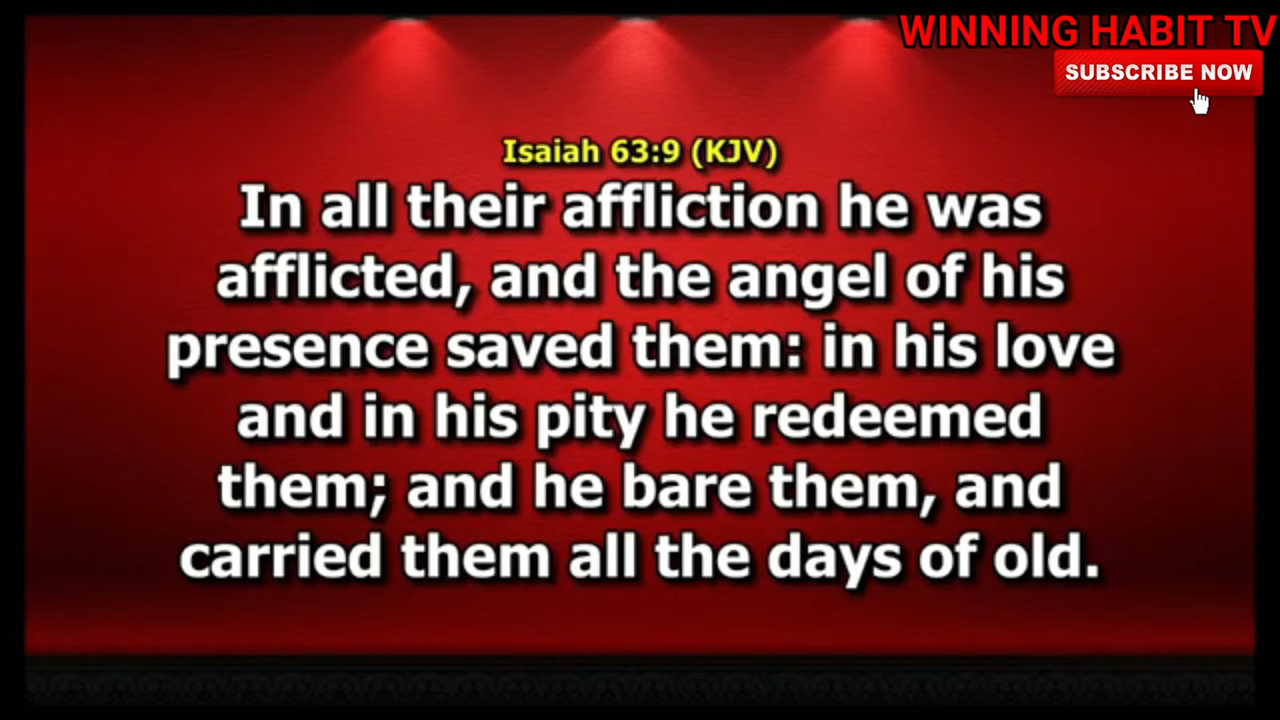 WINNING HABIT TV
SUBSCRIBE NOW
Isaiah 63:9 (KJV)
In all their affliction he was
afflicted, and the angel of his
presence saved them: in his love
and in his pity he redeemed
them; and he bare them, and
carried them all the days of old.